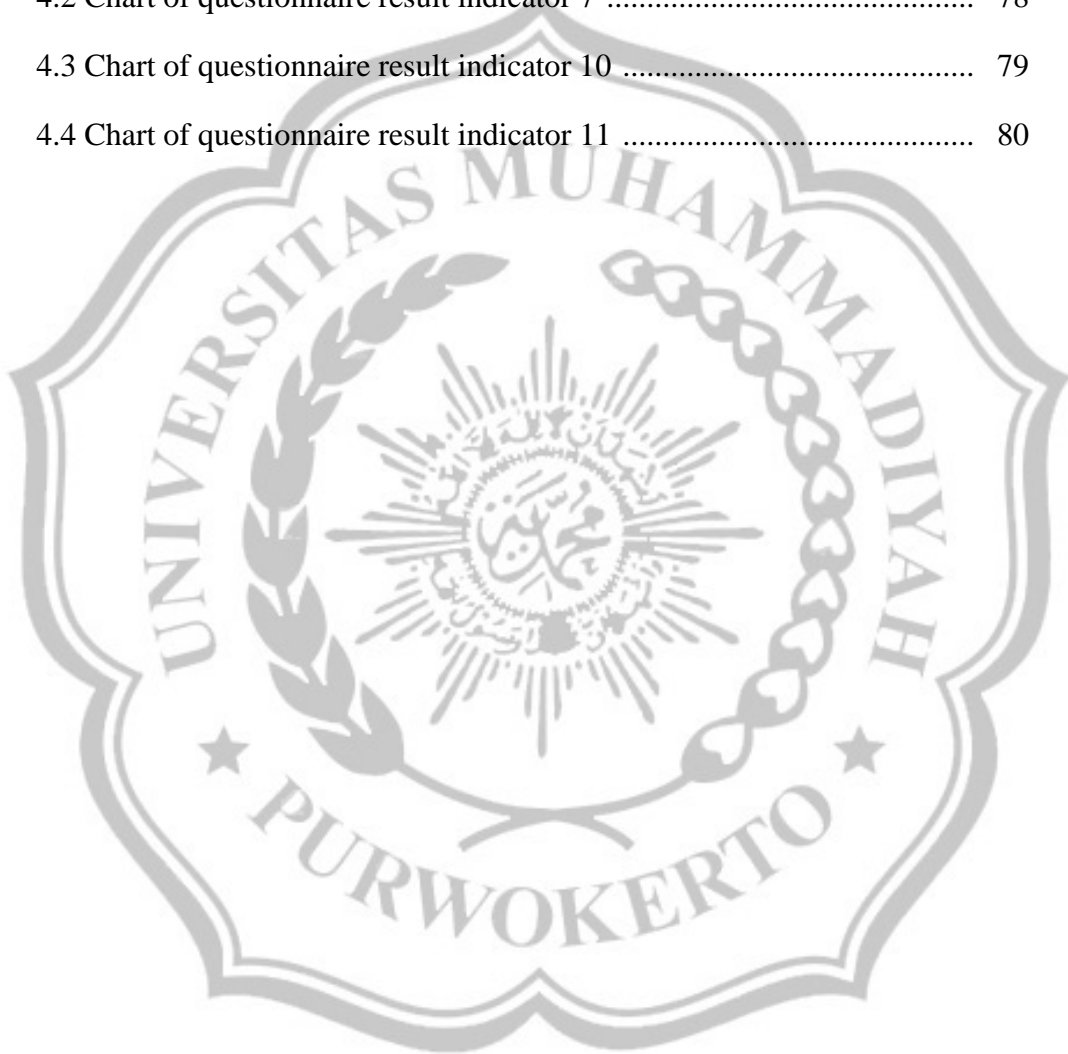 4.2 Chart of questionnaire result indicator 7 .............................................. 78
4.3 Chart of questionnaire result indicator 10 ............................................ 79
4.4 Chart of questionnaire result indicator 11 ............................................ 80
UNIVERSITAS MUHAMMADIYAH
محمد
★ PURWOKERTO ★